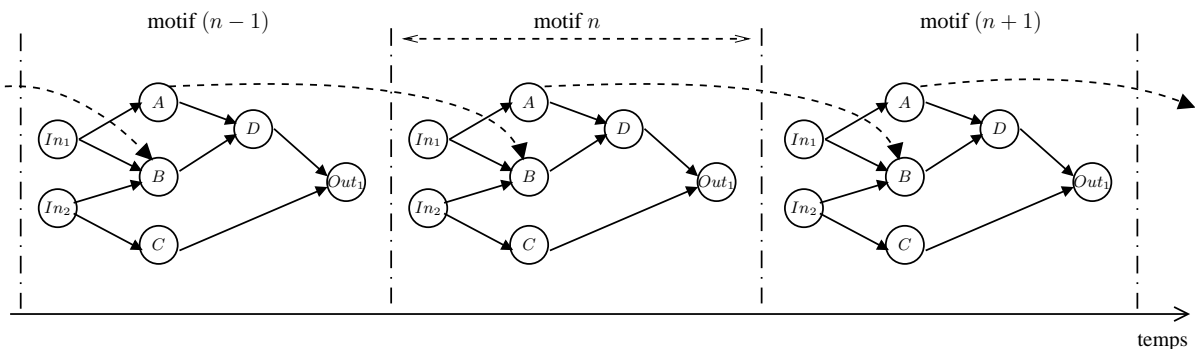 motif (n − 1) motif n motif (n + 1)
A A A
D D D
In₁ In₁ In₁
B B B
Out₁ Out₁ Out₁
In₂ In₂ In₂
C C C
temps